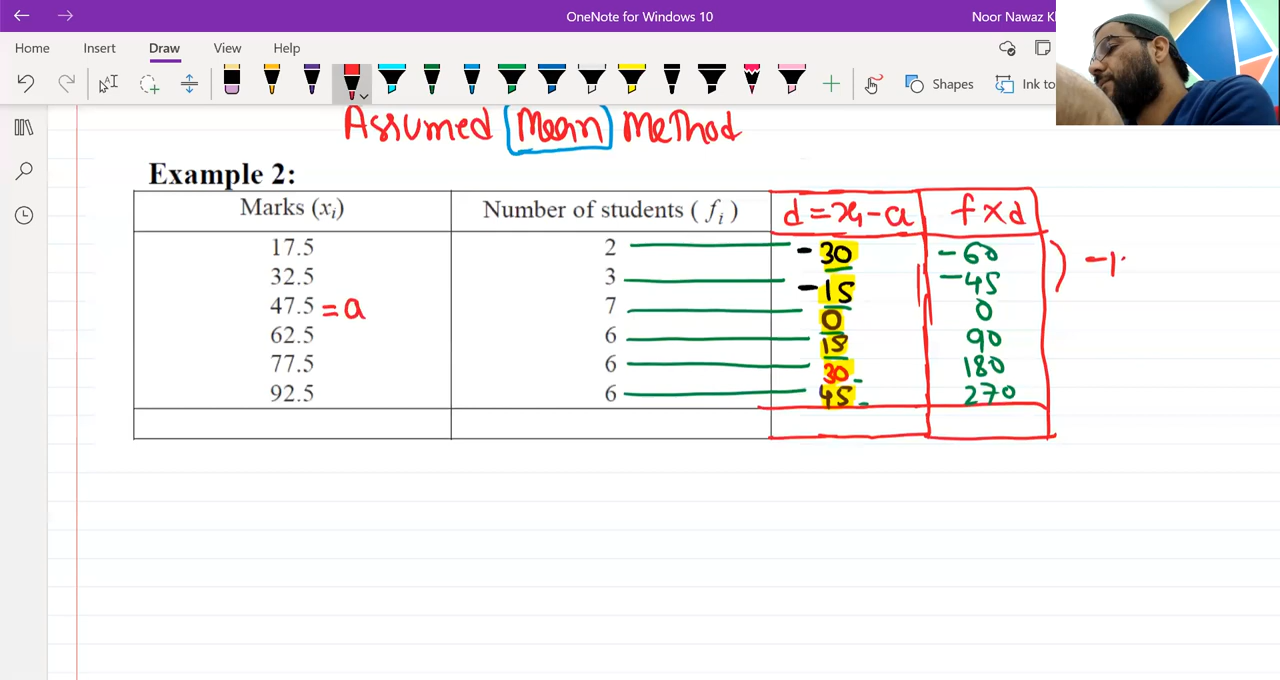 OneNote for Windows 10
Noor Nawaz
Home Insert Draw View Help
Shapes Ink to
Assumed Mean Method
Example 2:
Marks (xi) Number of students ( fi ) d = xi - a f × d
17.5 2 -30 -60
32.5 3 -15 -45
47.5 = a 7 0 0
62.5 6 15 90
77.5 6 30 180
92.5 6 45 270